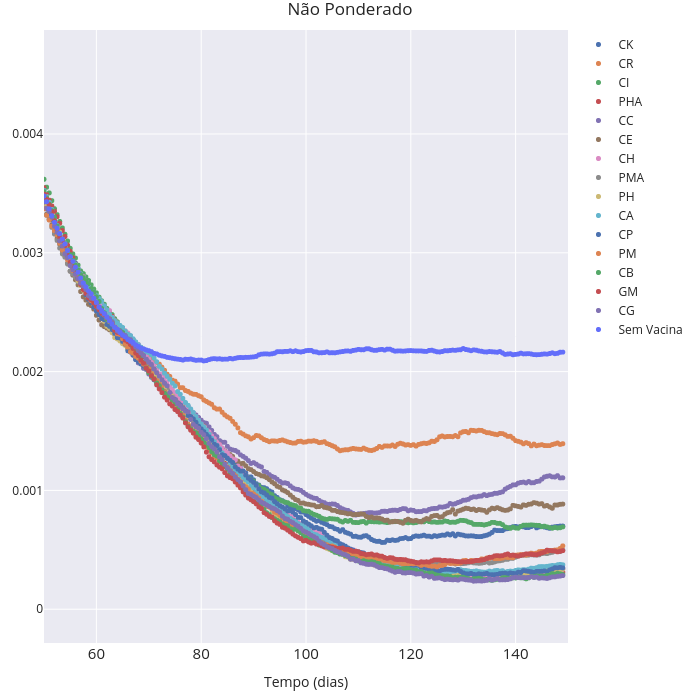 Não Ponderado
0.004
0.003
0.002
0.001
0
60
80
100
120
140
Tempo (dias)
CK
CR
CI
PHA
CC
CE
CH
PMA
PH
CA
CP
PM
CB
GM
CG
Sem Vacina